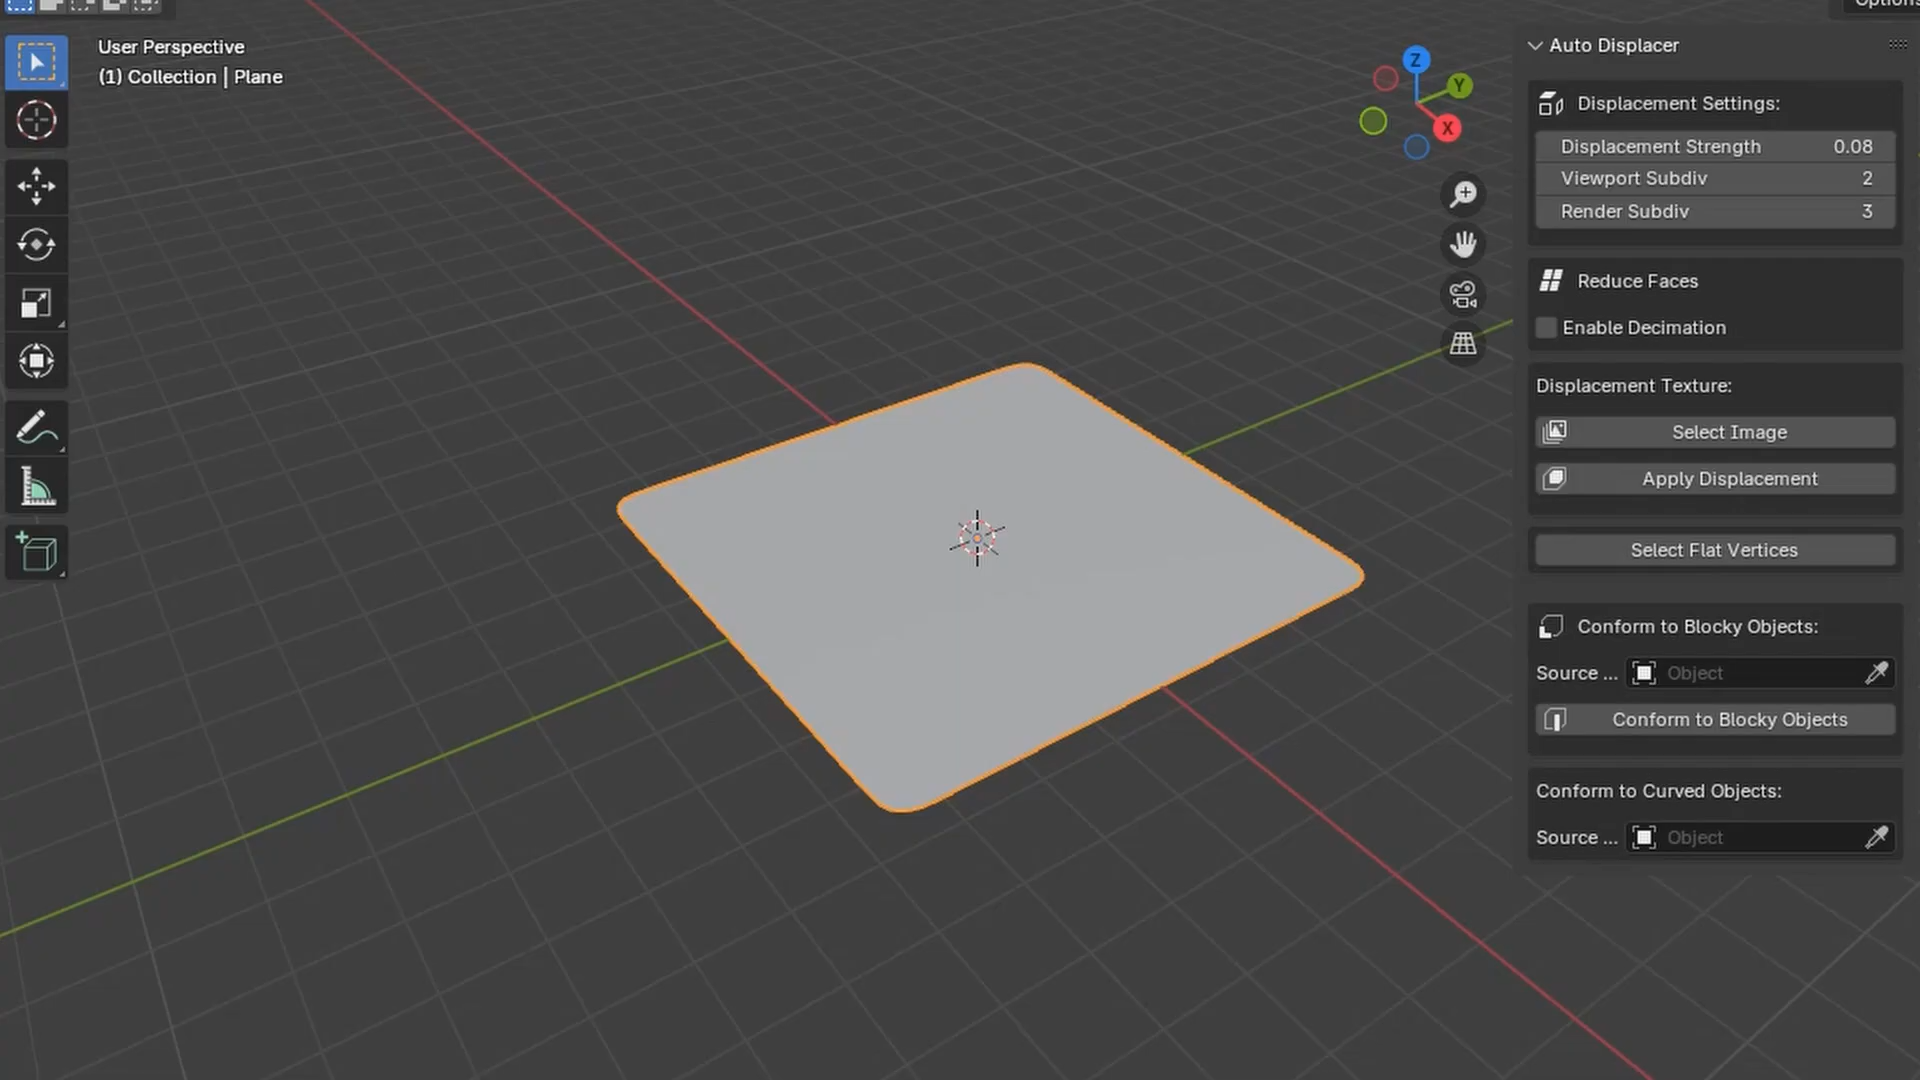 Options
User Perspective
(1) Collection | Plane
Z
Y
X
Auto Displacer
Displacement Settings:
Displacement Strength 0.08
Viewport Subdiv 2
Render Subdiv 3
Reduce Faces
Enable Decimation
Displacement Texture:
Select Image
Apply Displacement
Select Flat Vertices
Conform to Blocky Objects:
Source ... Object
Conform to Blocky Objects
Conform to Curved Objects:
Source ... Object